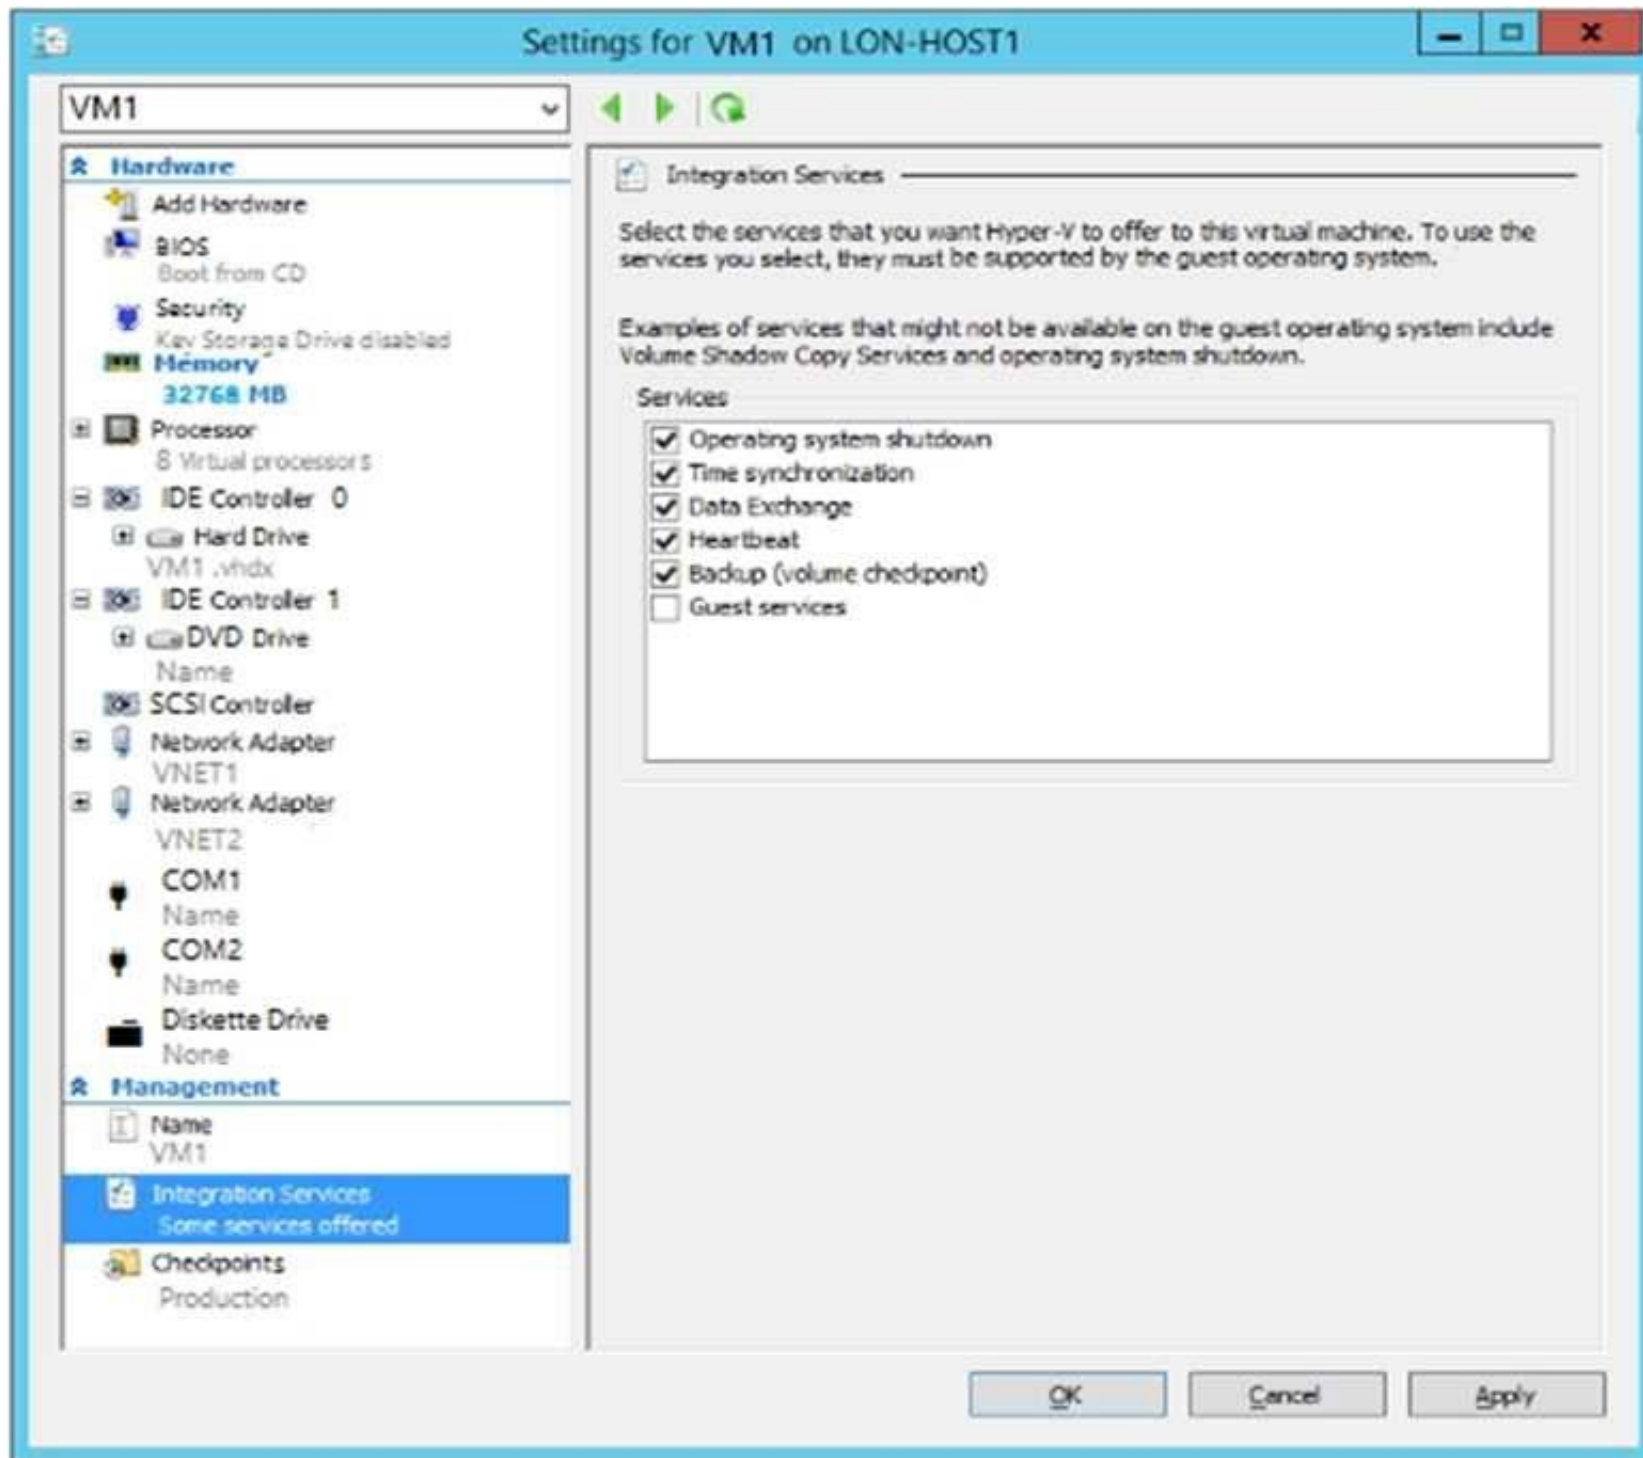 Settings for VM1 on LON-HOST1
VM1
Hardware
Add Hardware
BIOS
Boot from CD
Security
Key Storage Drive disabled
Memory
32768 MB
Processor
8 Virtual processors
IDE Controller 0
Hard Drive
VM1 .vhdx
IDE Controller 1
DVD Drive
Name
SCSI Controller
Network Adapter
VNET1
Network Adapter
VNET2
COM1
Name
COM2
Name
Diskette Drive
None
Management
Name
VM1
Integration Services
Some services offered
Checkpoints
Production
Integration Services
Select the services that you want Hyper-V to offer to this virtual machine. To use the
services you select, they must be supported by the guest operating system.
Examples of services that might not be available on the guest operating system include
Volume Shadow Copy Services and operating system shutdown.
Services
Operating system shutdown
Time synchronization
Data Exchange
Heartbeat
Backup (volume checkpoint)
Guest services
OK
Cancel
Apply